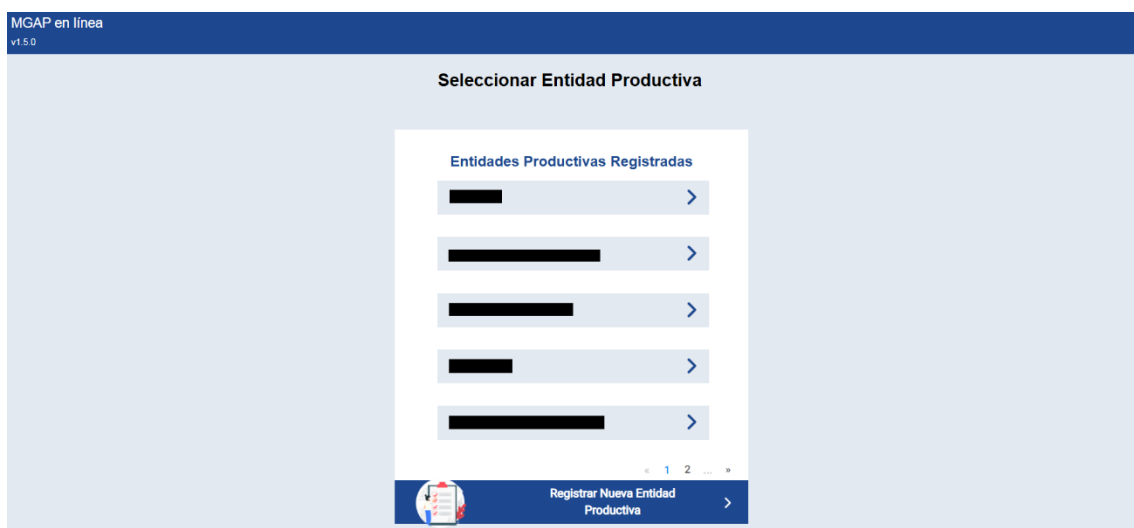 MGAP en línea
v1.5.0
Seleccionar Entidad Productiva
Entidades Productivas Registradas
« 1 2 ... »
Registrar Nueva Entidad
Productiva